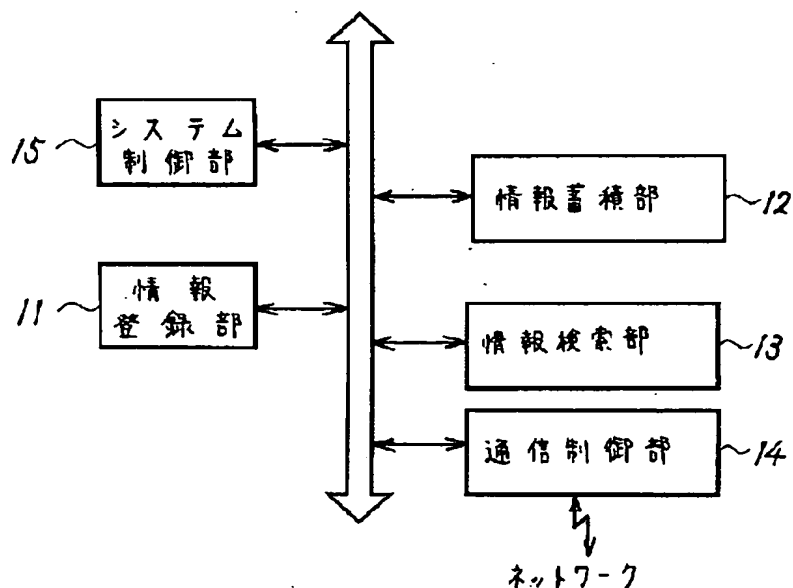 システム
制御部
15
情報蓄積部
12
情報
登録部
11
情報検索部
13
通信制御部
14
ネットワーク